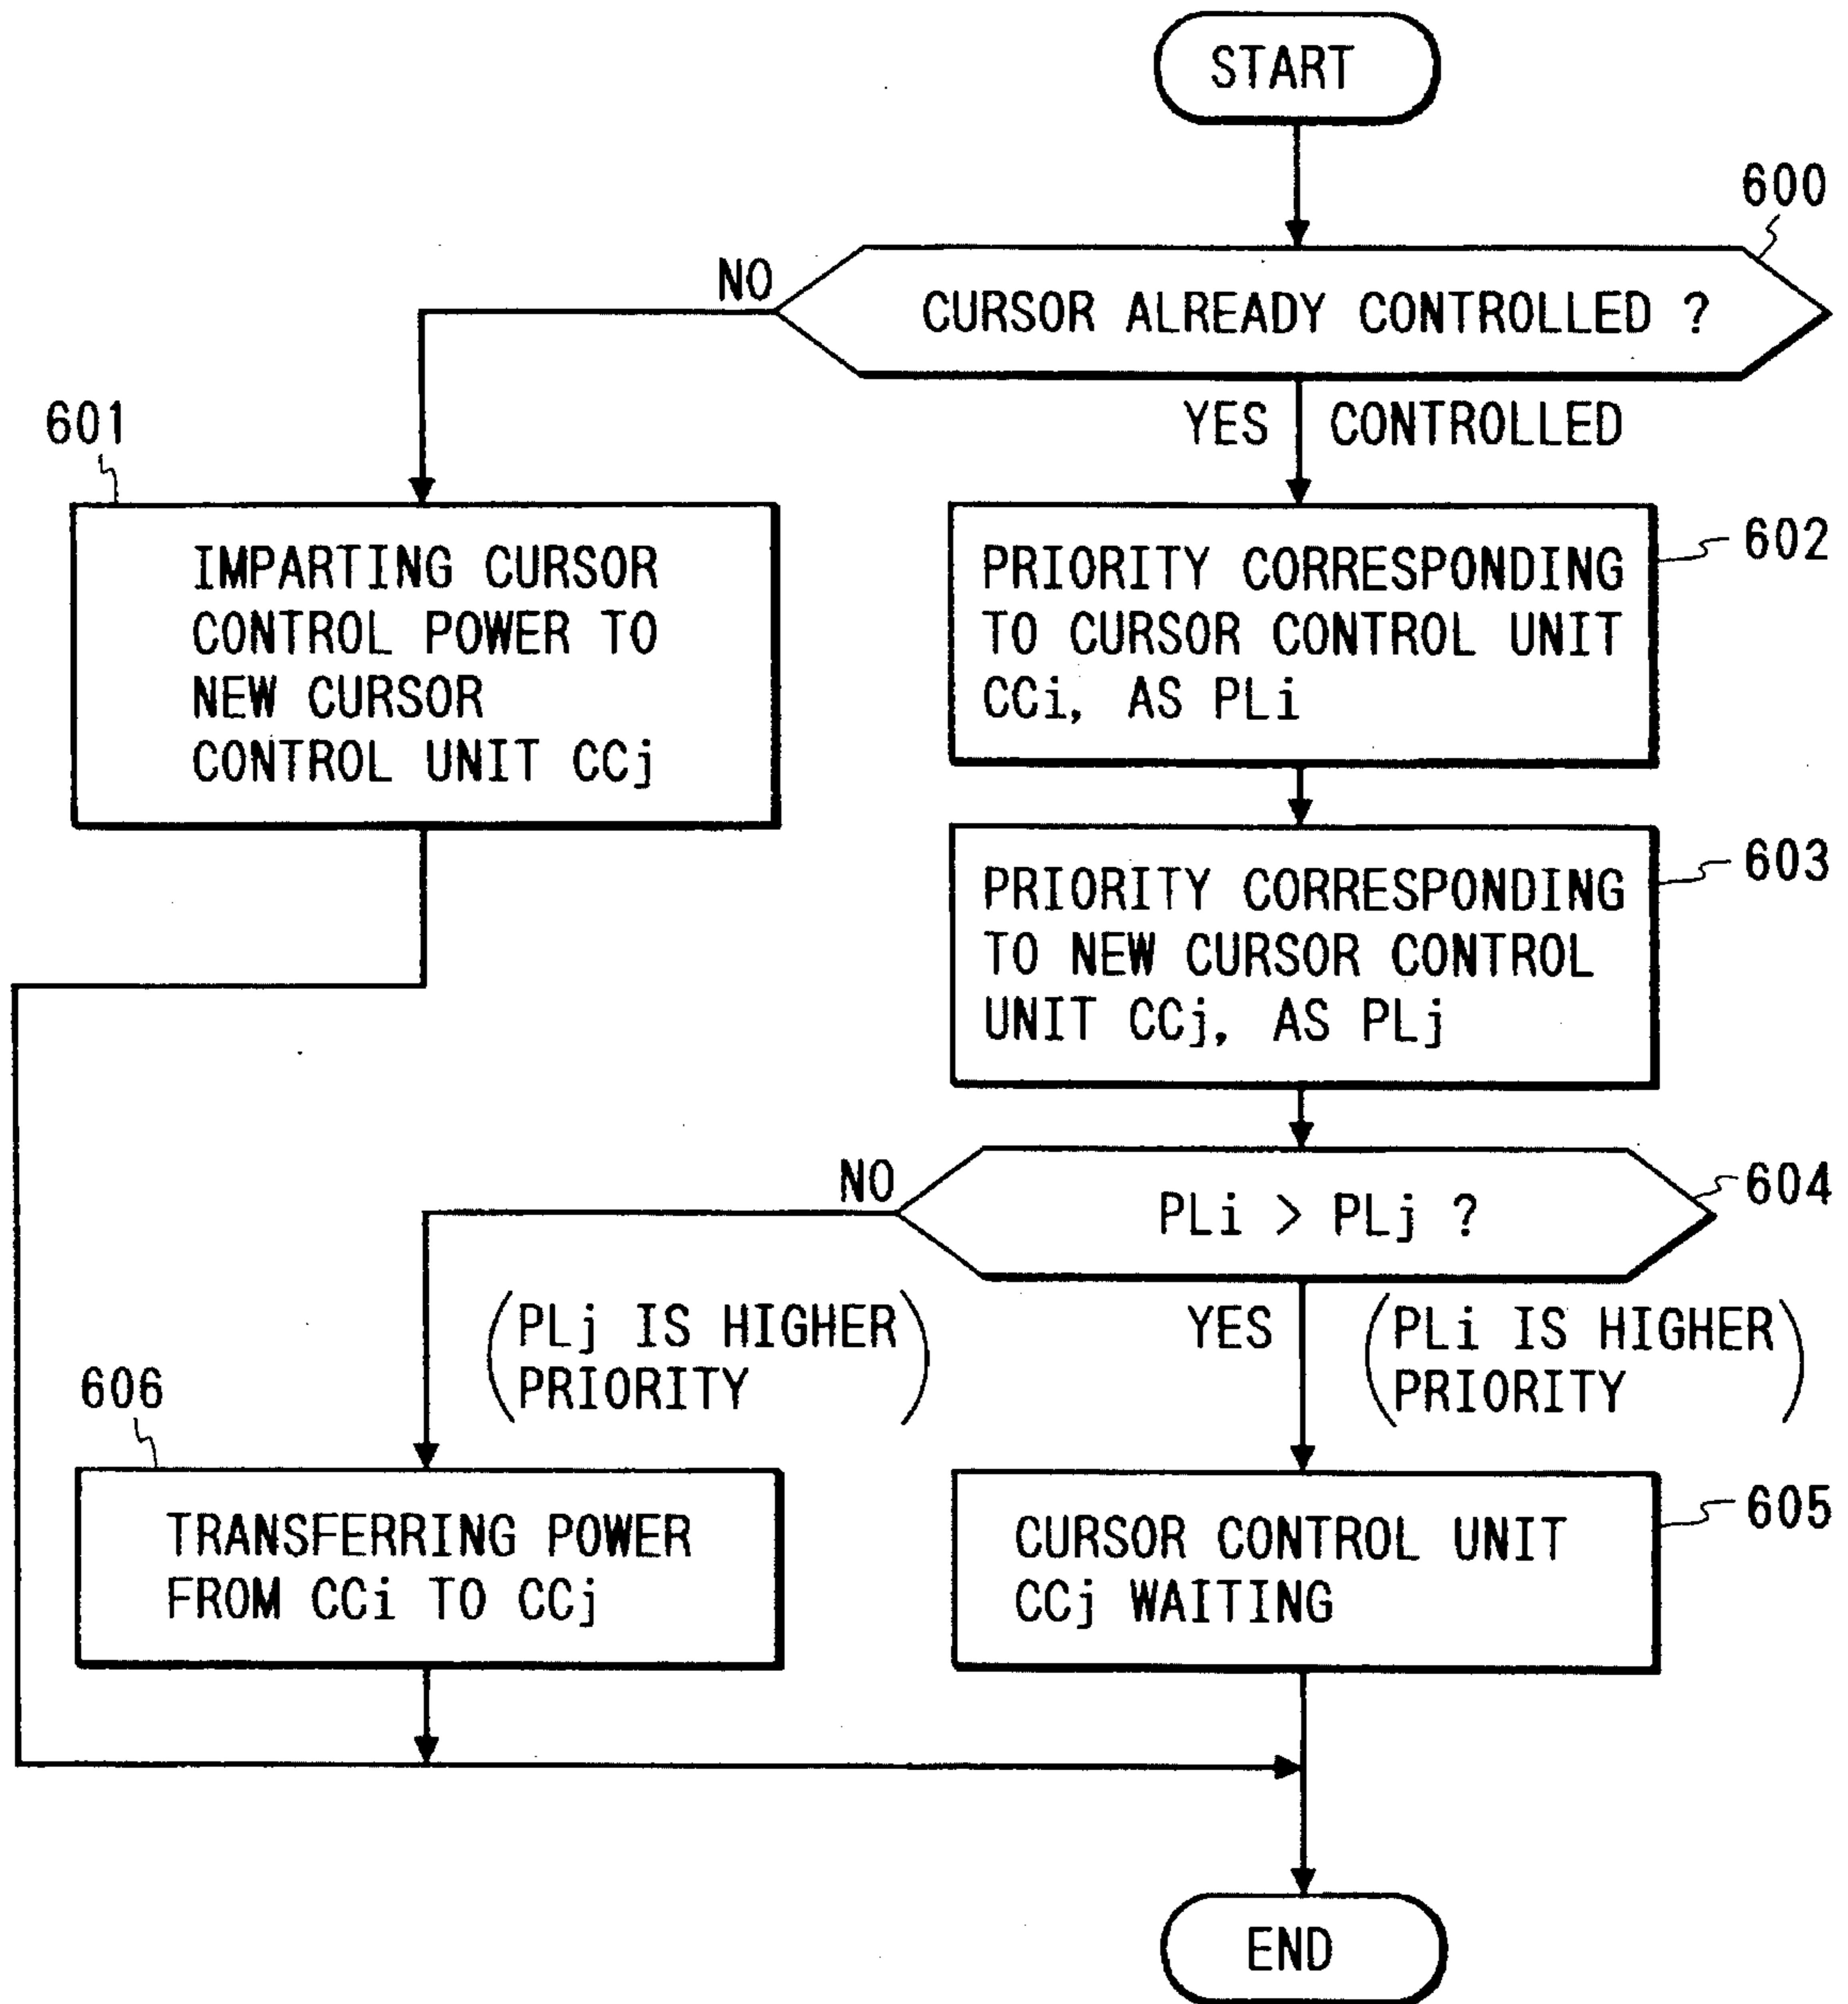 START
600
CURSOR ALREADY CONTROLLED ?
NO
YES CONTROLLED
601
IMPARTING CURSOR
CONTROL POWER TO
NEW CURSOR
CONTROL UNIT CCj
602
PRIORITY CORRESPONDING
TO CURSOR CONTROL UNIT
CCi, AS PLi
603
PRIORITY CORRESPONDING
TO NEW CURSOR CONTROL
UNIT CCj, AS PLj
604
PLi > PLj ?
NO
(PLj IS HIGHER
PRIORITY)
YES
(PLi IS HIGHER
PRIORITY)
606
TRANSFERRING POWER
FROM CCi TO CCj
605
CURSOR CONTROL UNIT
CCj WAITING
END